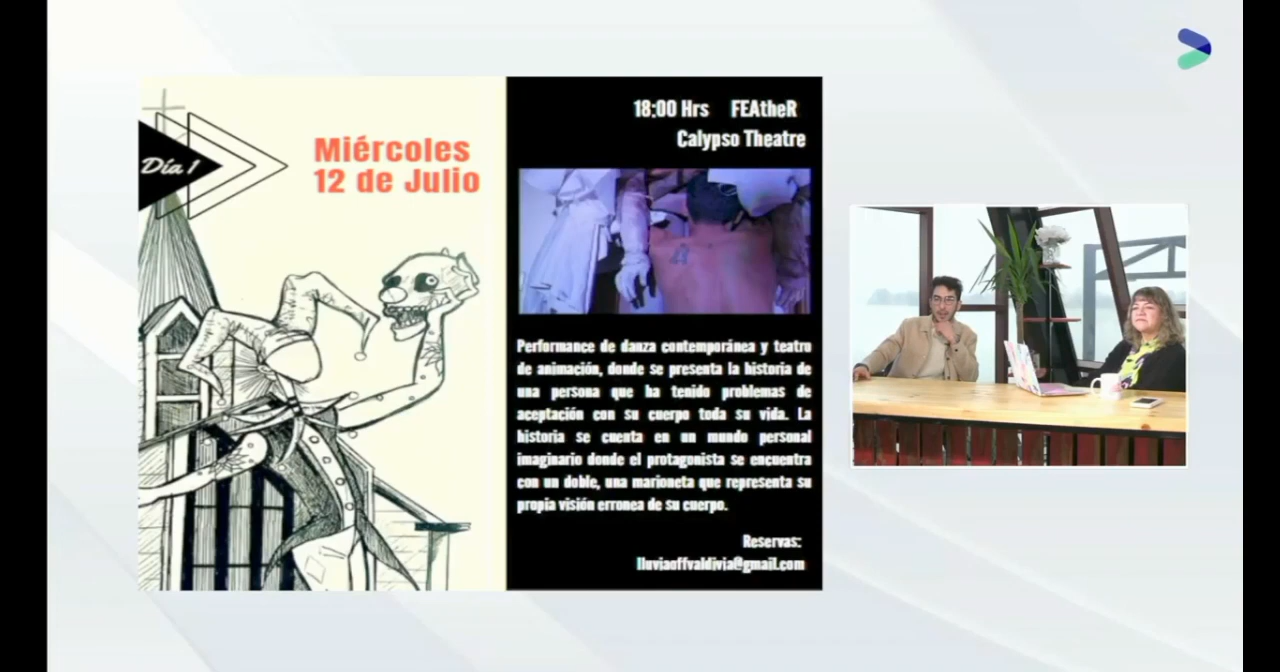 Día 1
Miércoles
12 de Julio
18:00 Hrs FEAtheR
Calypso Theatre
Performance de danza contemporánea y teatro
de animación, donde se presenta la historia de
una persona que ha tenido problemas de
aceptación con su cuerpo toda su vida. La
historia se cuenta en un mundo personal
imaginario donde el protagonista se encuentra
con un doble, una marioneta que representa su
propia visión erronea de su cuerpo.
Reservas:
lluviaoffvaldivia@gmail.com